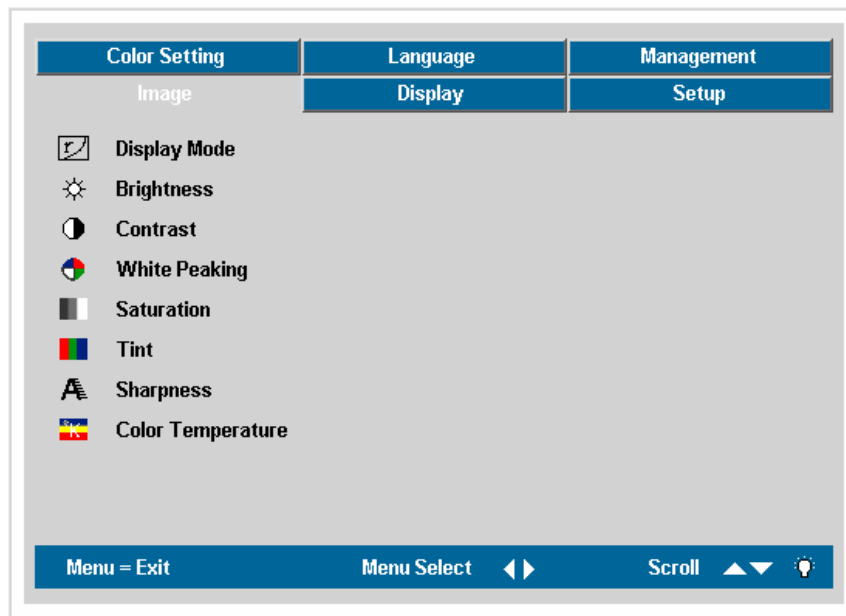 Color Setting Language Management
Image Display Setup
Display Mode
Brightness
Contrast
White Peaking
Saturation
Tint
Sharpness
Color Temperature
Menu = Exit Menu Select Scroll